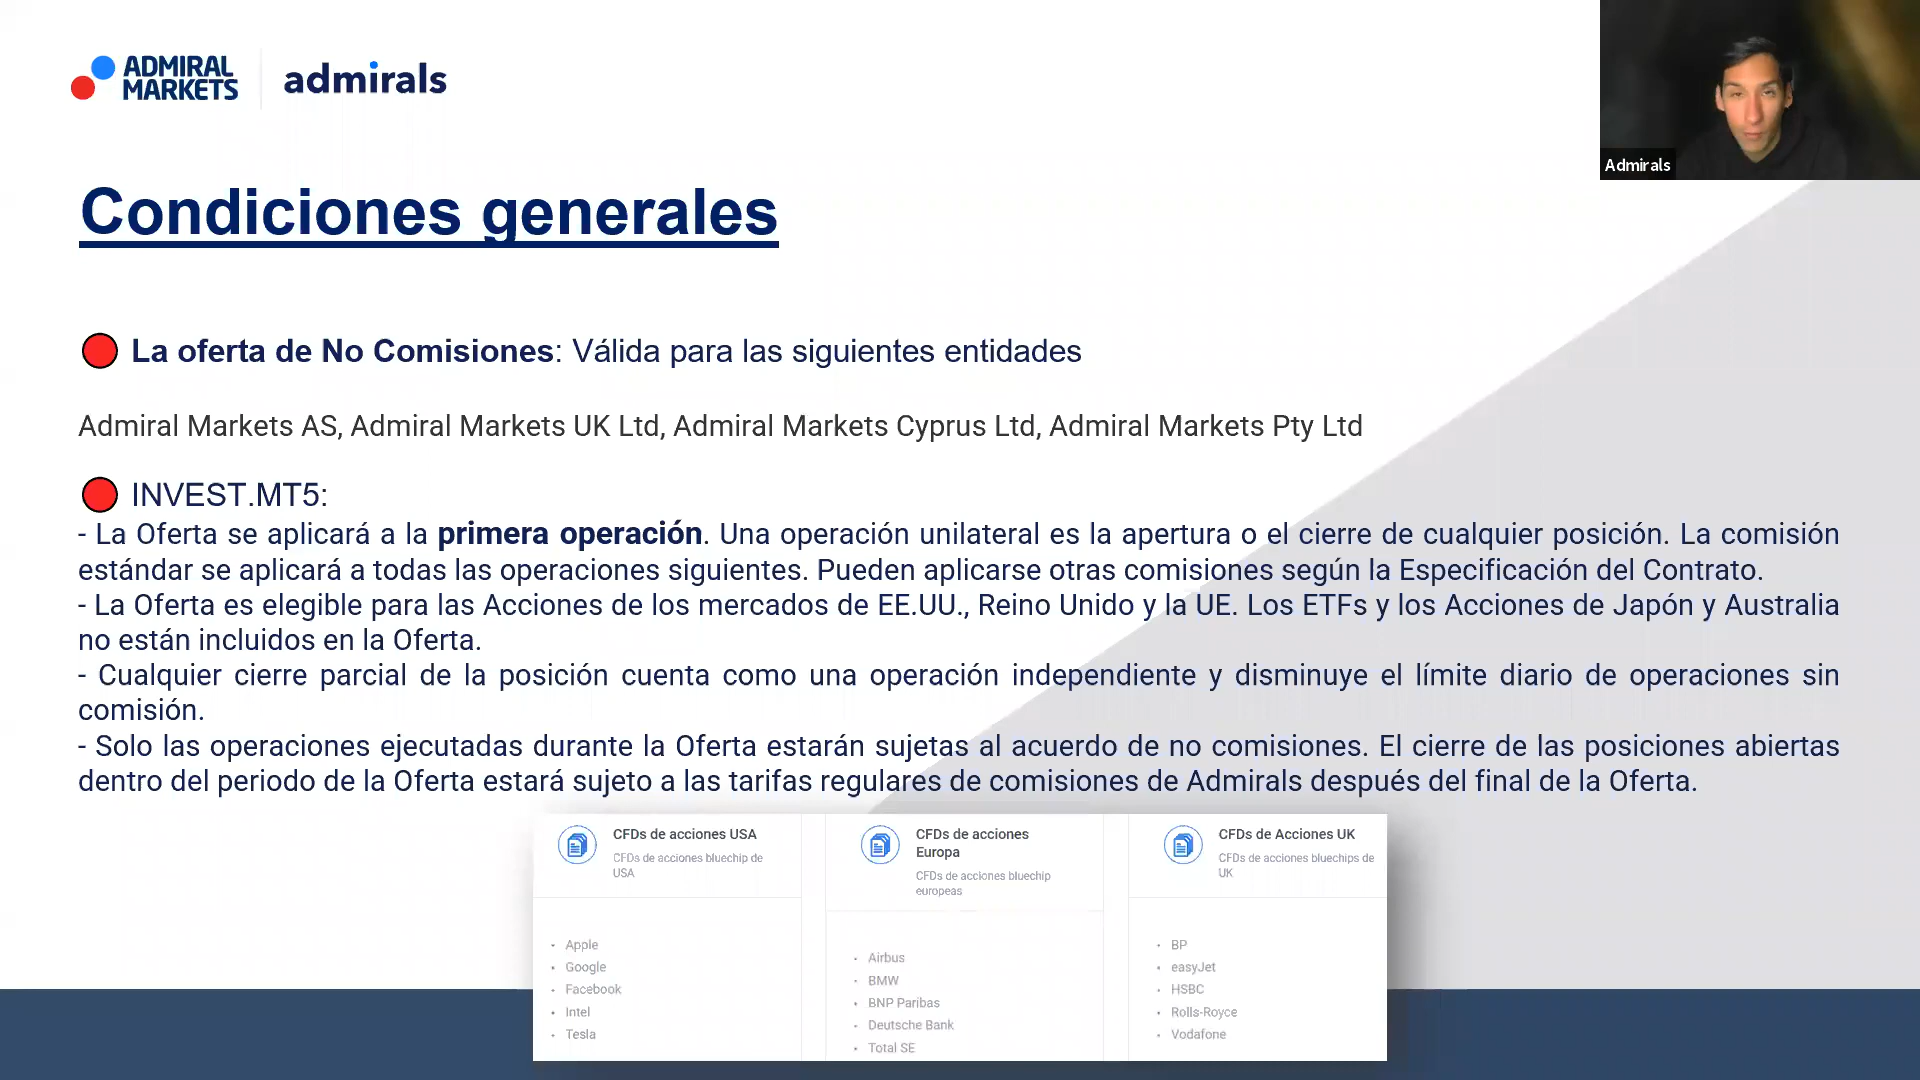 ADMIRAL
MARKETS
admirals
Admirals
Condiciones generales
La oferta de No Comisiones: Válida para las siguientes entidades
Admiral Markets AS, Admiral Markets UK Ltd, Admiral Markets Cyprus Ltd, Admiral Markets Pty Ltd
INVEST.MT5:
- La Oferta se aplicará a la primera operación. Una operación unilateral es la apertura o el cierre de cualquier posición. La comisión
estándar se aplicará a todas las operaciones siguientes. Pueden aplicarse otras comisiones según la Especificación del Contrato.
- La Oferta es elegible para las Acciones de los mercados de EE.UU., Reino Unido y la UE. Los ETFs y los Acciones de Japón y Australia
no están incluidos en la Oferta.
- Cualquier cierre parcial de la posición cuenta como una operación independiente y disminuye el límite diario de operaciones sin
comisión.
- Solo las operaciones ejecutadas durante la Oferta estarán sujetas al acuerdo de no comisiones. El cierre de las posiciones abiertas
dentro del periodo de la Oferta estará sujeto a las tarifas regulares de comisiones de Admirals después del final de la Oferta.
CFDs de acciones USA
CFDs de acciones bluechip de
USA
• Apple
• Google
• Facebook
• Intel
• Tesla
CFDs de acciones
Europa
CFDs de acciones bluechip
europeas
• Airbus
• BMW
• BNP Paribas
• Deutsche Bank
• Total SE
CFDs de Acciones UK
CFDs de acciones bluechips de
UK
• BP
• easyJet
• HSBC
• Rolls-Royce
• Vodafone